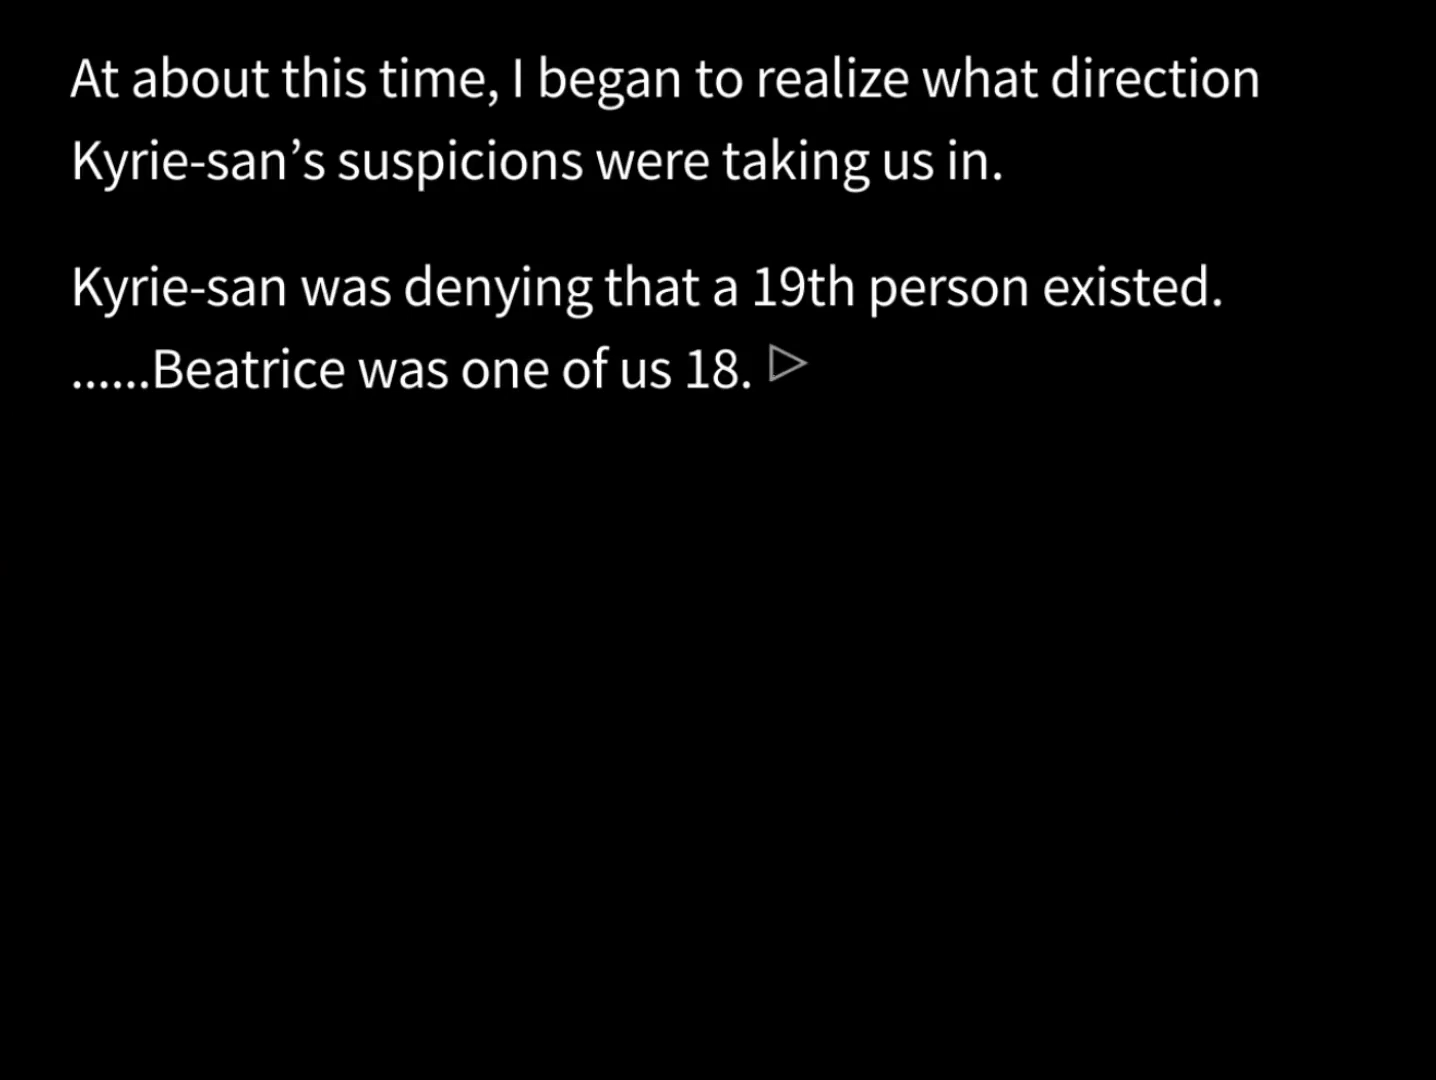 At about this time, I began to realize what direction
Kyrie-san’s suspicions were taking us in.
Kyrie-san was denying that a 19th person existed.
......Beatrice was one of us 18.